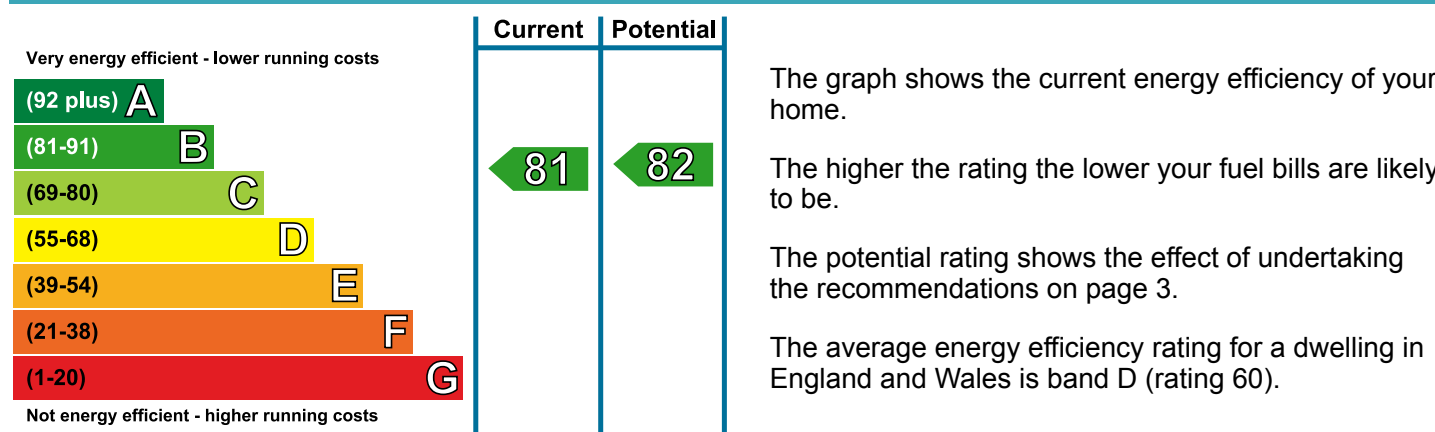 Current Potential
Very energy efficient - lower running costs
(92 plus) A
(81-91) B
(69-80) C
(55-68) D
(39-54) E
(21-38) F
(1-20) G
Not energy efficient - higher running costs
81 82
The graph shows the current energy efficiency of your
home.
The higher the rating the lower your fuel bills are likely
to be.
The potential rating shows the effect of undertaking
the recommendations on page 3.
The average energy efficiency rating for a dwelling in
England and Wales is band D (rating 60).